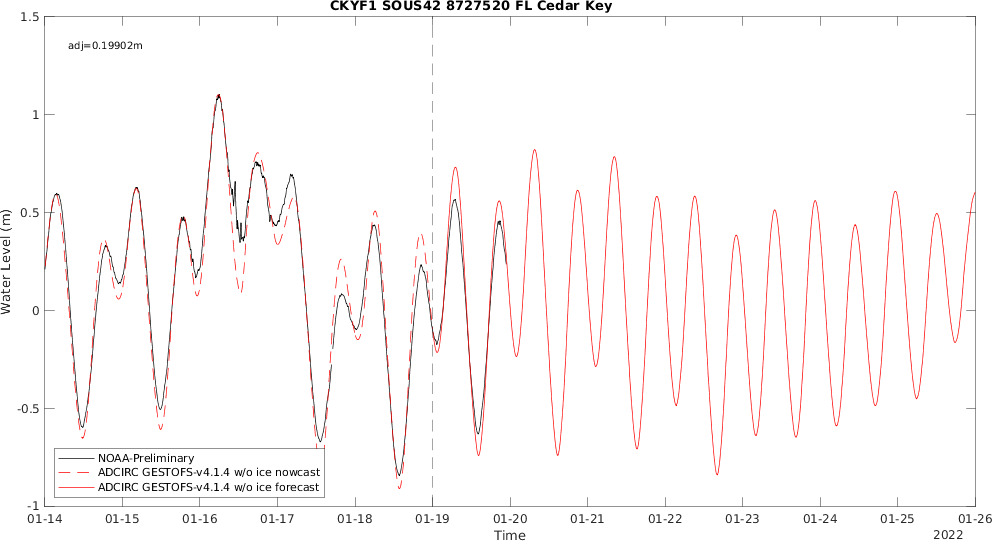 CKYF1 SOUS42 8727520 FL Cedar Key
adj=0.19902m
1.5
1
0.5
0
-0.5
-1
Water Level (m)
NOAA-Preliminary
ADCIRC GESTOFS-v4.1.4 w/o ice nowcast
ADCIRC GESTOFS-v4.1.4 w/o ice forecast
01-14 01-15 01-16 01-17 01-18 01-19 01-20 01-21 01-22 01-23 01-24 01-25 01-26
Time
2022